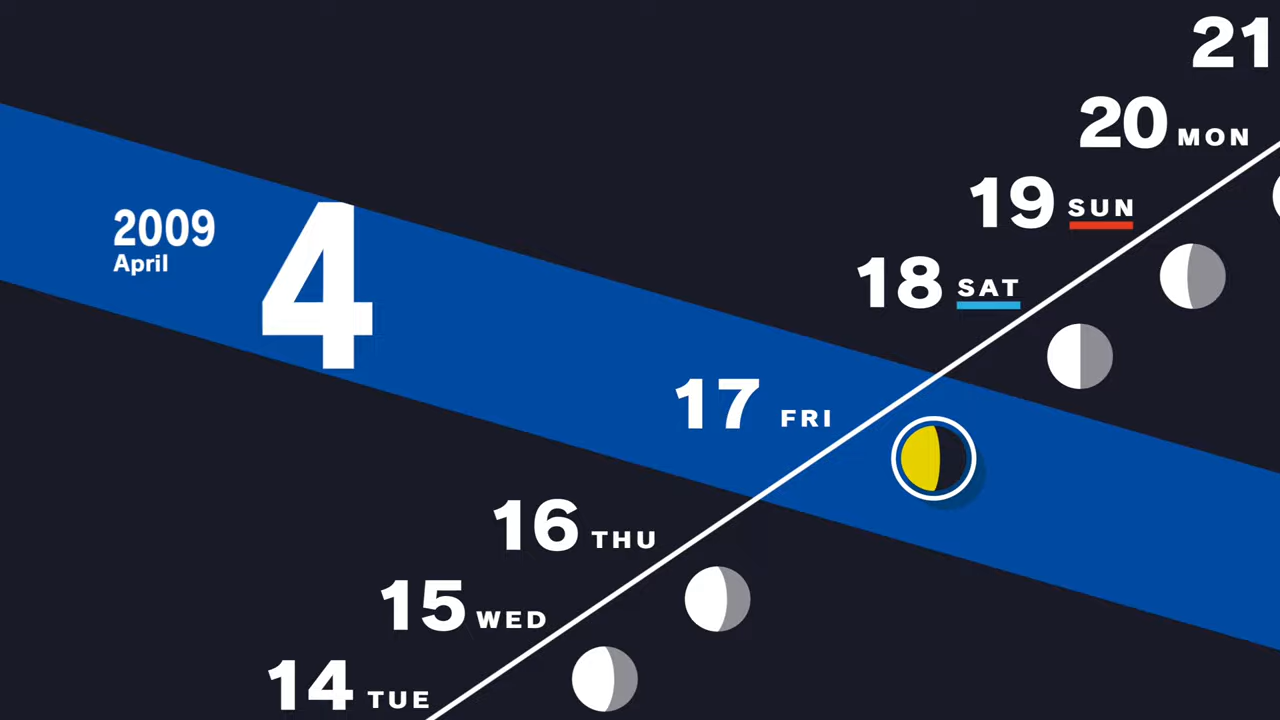 21
20 MON
19 SUN
18 SAT
2009
April
4
17 FRI
16 THU
15 WED
14 TUE